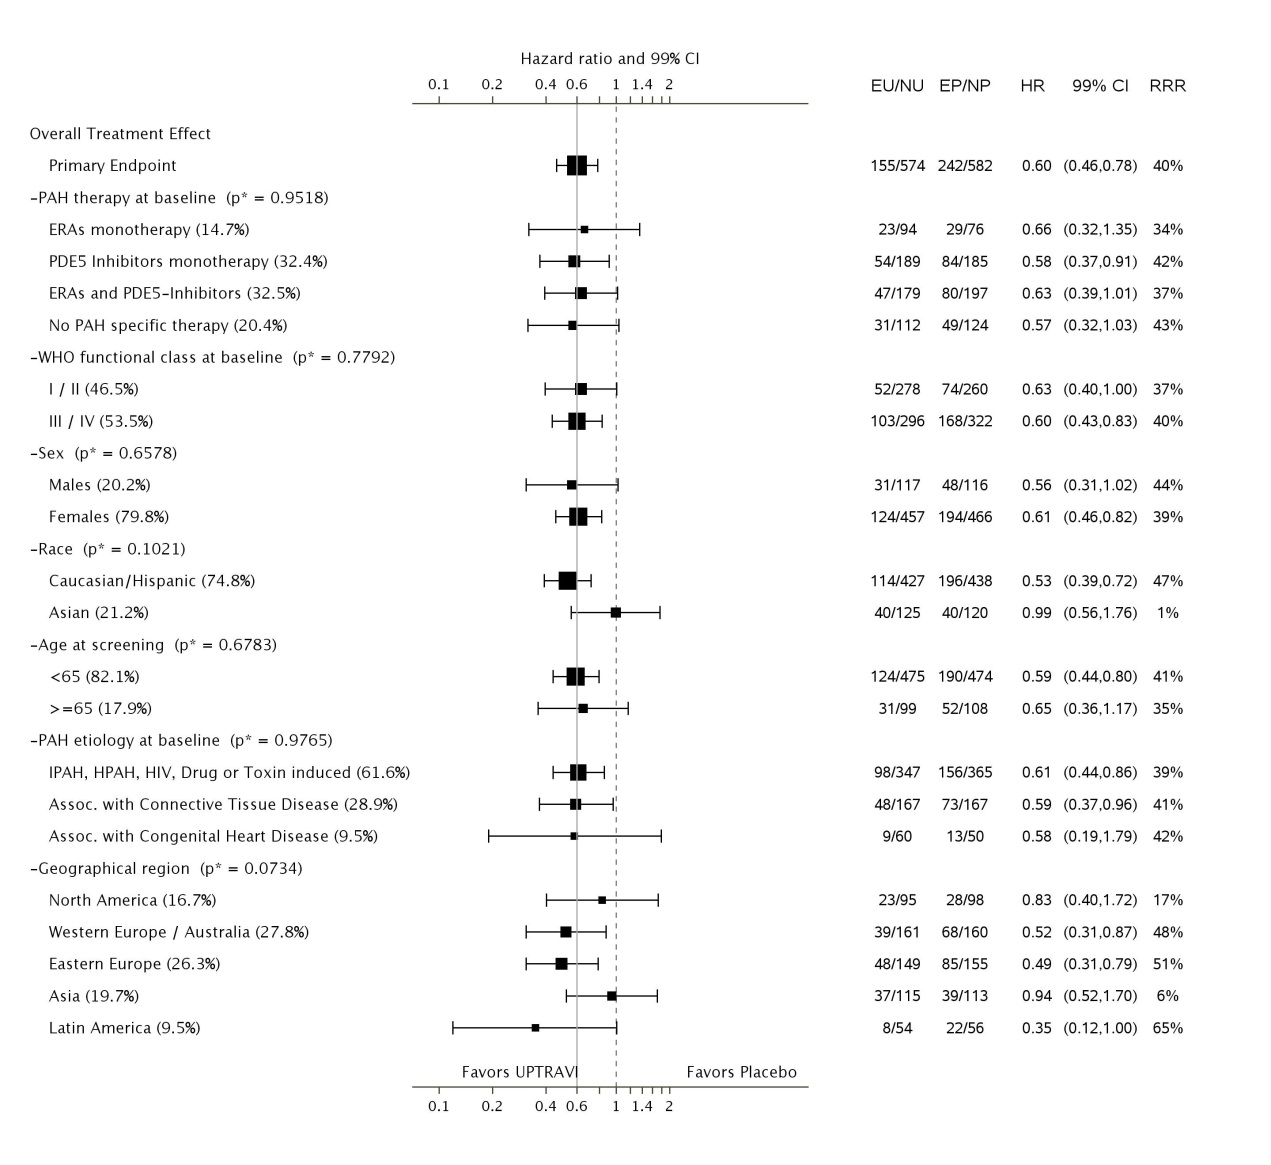 Hazard ratio and 99% CI
0.1 0.2 0.4 0.6 1 1.4 2 EU/NU EP/NP HR 99% CI RRR
Overall Treatment Effect
Primary Endpoint 155/574 242/582 0.60 (0.46,0.78) 40%
-PAH therapy at baseline (p* = 0.9518)
ERAs monotherapy (14.7%) 23/94 29/76 0.66 (0.32,1.35) 34%
PDE5 Inhibitors monotherapy (32.4%) 54/189 84/185 0.58 (0.37,0.91) 42%
ERAs and PDE5-Inhibitors (32.5%) 47/179 80/197 0.63 (0.39,1.01) 37%
No PAH specific therapy (20.4%) 31/112 49/124 0.57 (0.32,1.03) 43%
-WHO functional class at baseline (p* = 0.7792)
I / II (46.5%) 52/278 74/260 0.63 (0.40,1.00) 37%
III / IV (53.5%) 103/296 168/322 0.60 (0.43,0.83) 40%
-Sex (p* = 0.6578)
Males (20.2%) 31/117 48/116 0.56 (0.31,1.02) 44%
Females (79.8%) 124/457 194/466 0.61 (0.46,0.82) 39%
-Race (p* = 0.1021)
Caucasian/Hispanic (74.8%) 114/427 196/438 0.53 (0.39,0.72) 47%
Asian (21.2%) 40/125 40/120 0.99 (0.56,1.76) 1%
-Age at screening (p* = 0.6783)
<65 (82.1%) 124/475 190/474 0.59 (0.44,0.80) 41%
>=65 (17.9%) 31/99 52/108 0.65 (0.36,1.17) 35%
-PAH etiology at baseline (p* = 0.9765)
IPAH, HPAH, HIV, Drug or Toxin induced (61.6%) 98/347 156/365 0.61 (0.44,0.86) 39%
Assoc. with Connective Tissue Disease (28.9%) 48/167 73/167 0.59 (0.37,0.96) 41%
Assoc. with Congenital Heart Disease (9.5%) 9/60 13/50 0.58 (0.19,1.79) 42%
-Geographical region (p* = 0.0734)
North America (16.7%) 23/95 28/98 0.83 (0.40,1.72) 17%
Western Europe / Australia (27.8%) 39/161 68/160 0.52 (0.31,0.87) 48%
Eastern Europe (26.3%) 48/149 85/155 0.49 (0.31,0.79) 51%
Asia (19.7%) 37/115 39/113 0.94 (0.52,1.70) 6%
Latin America (9.5%) 8/54 22/56 0.35 (0.12,1.00) 65%
Favors UPTRAVI Favors Placebo
0.1 0.2 0.4 0.6 1 1.4 2